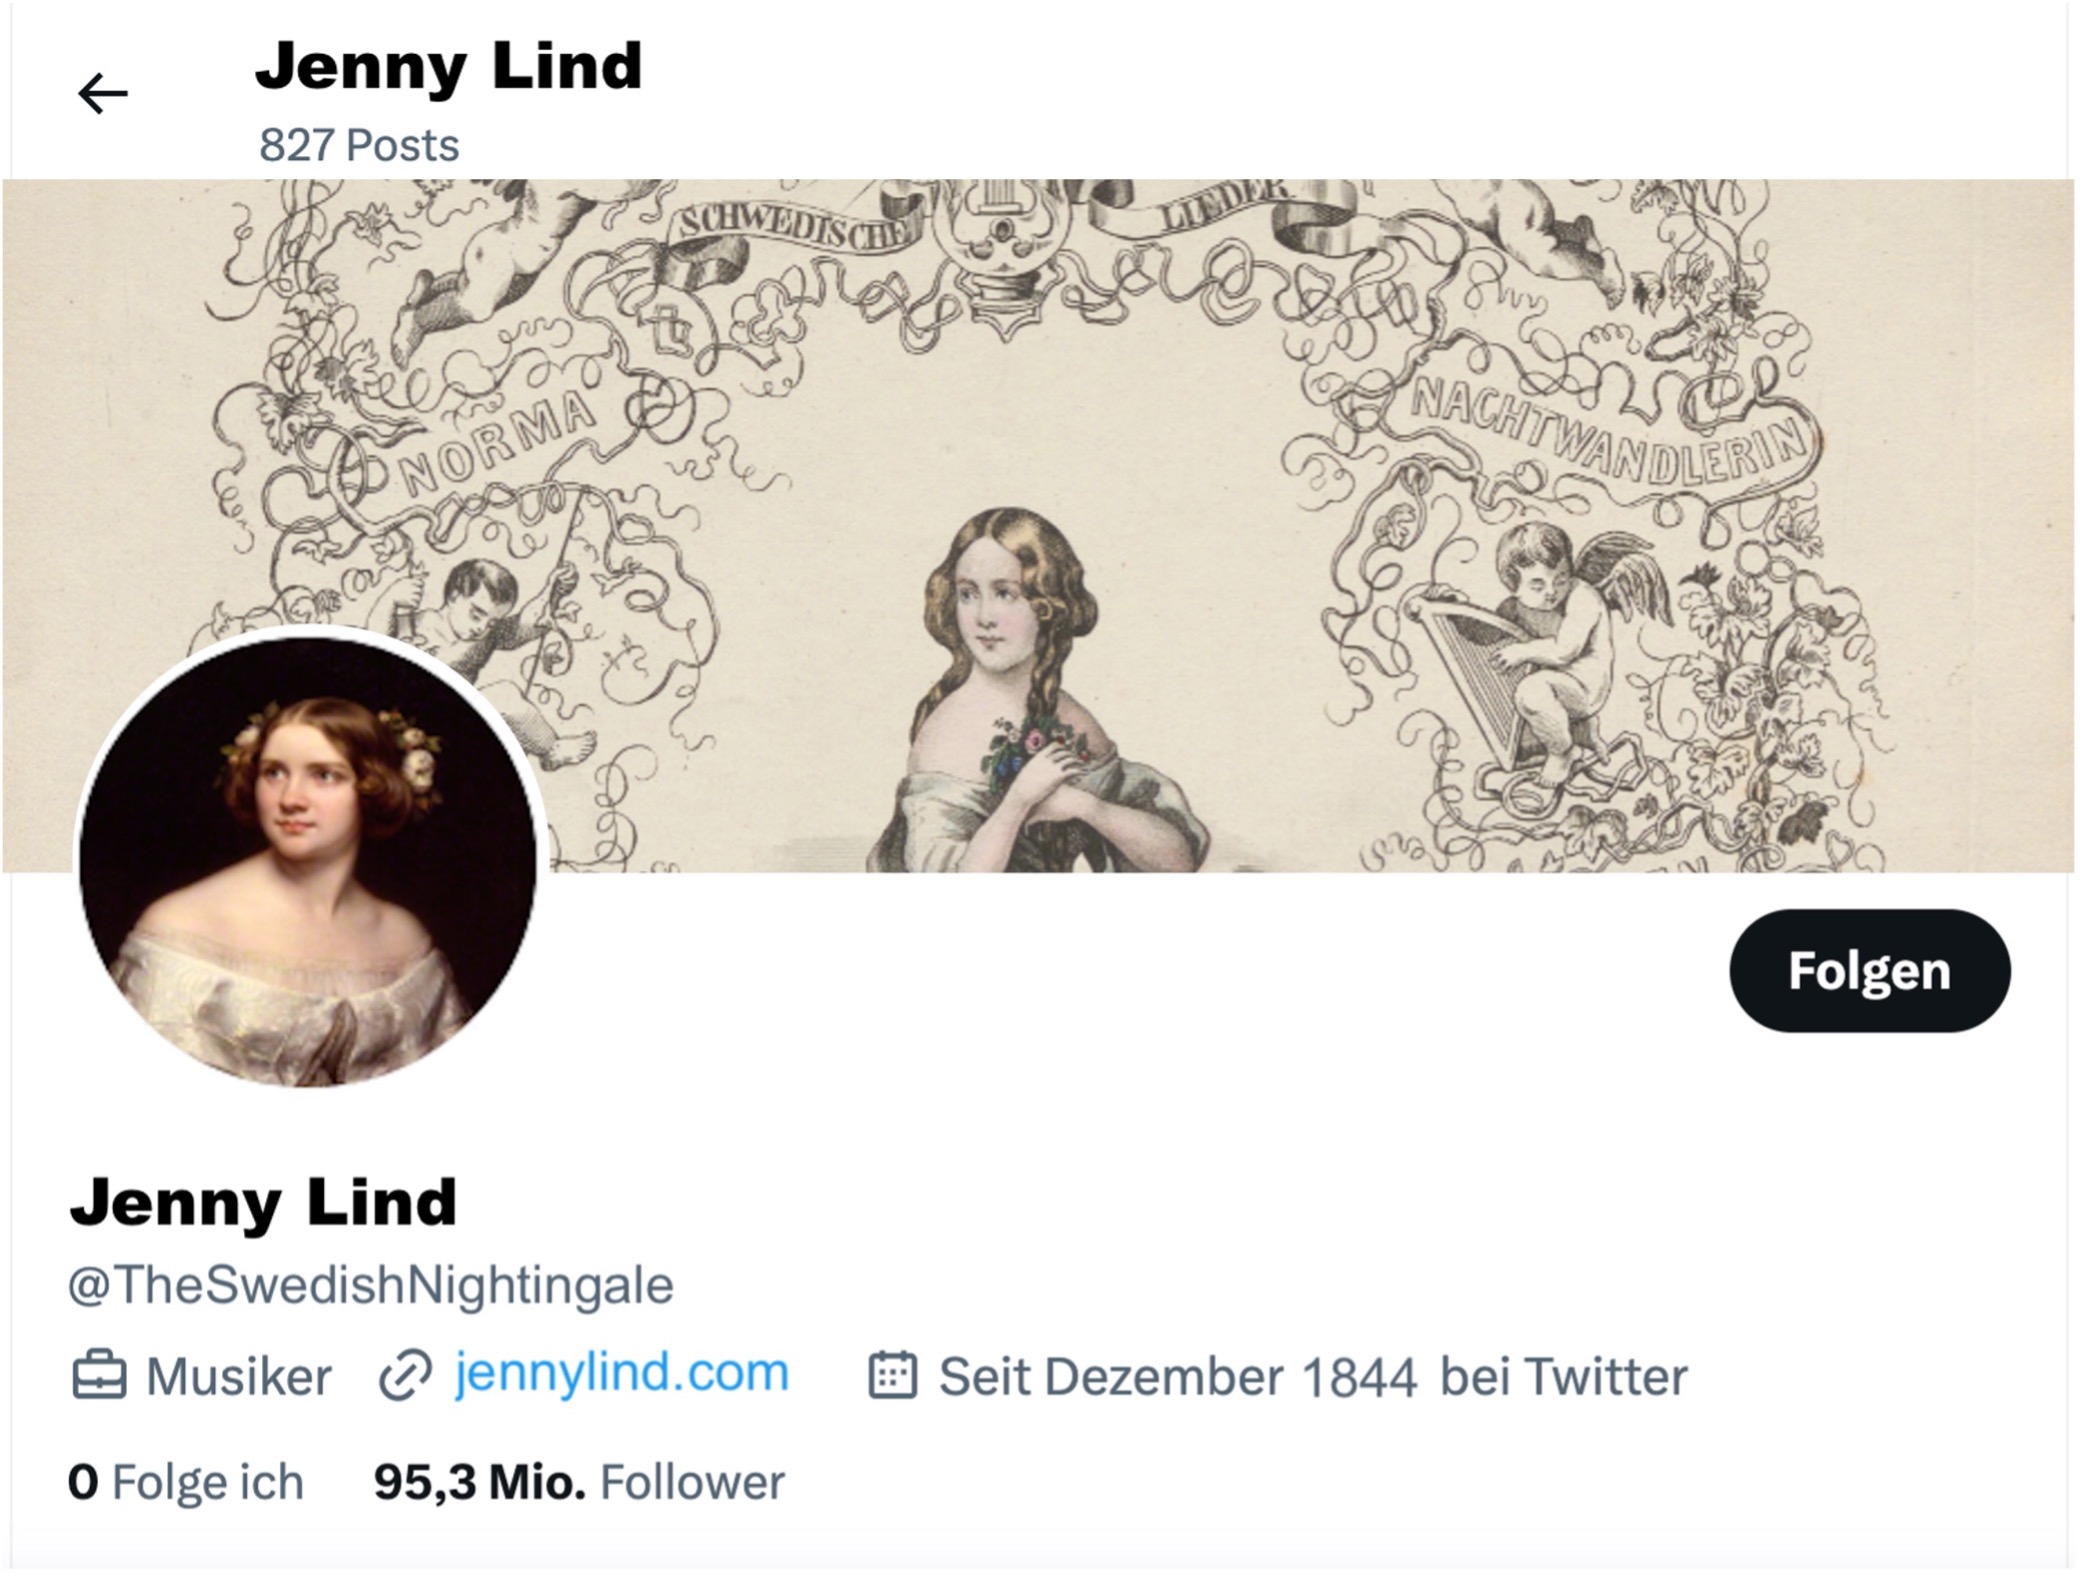 Jenny Lind
827 Posts
SCHWEDISCHE LIEDER
NORMA
NACHTWANDLERIN
Folgen
Jenny Lind
@TheSwedishNightingale
Musiker jennylind.com Seit Dezember 1844 bei Twitter
0 Folge ich 95,3 Mio. Follower